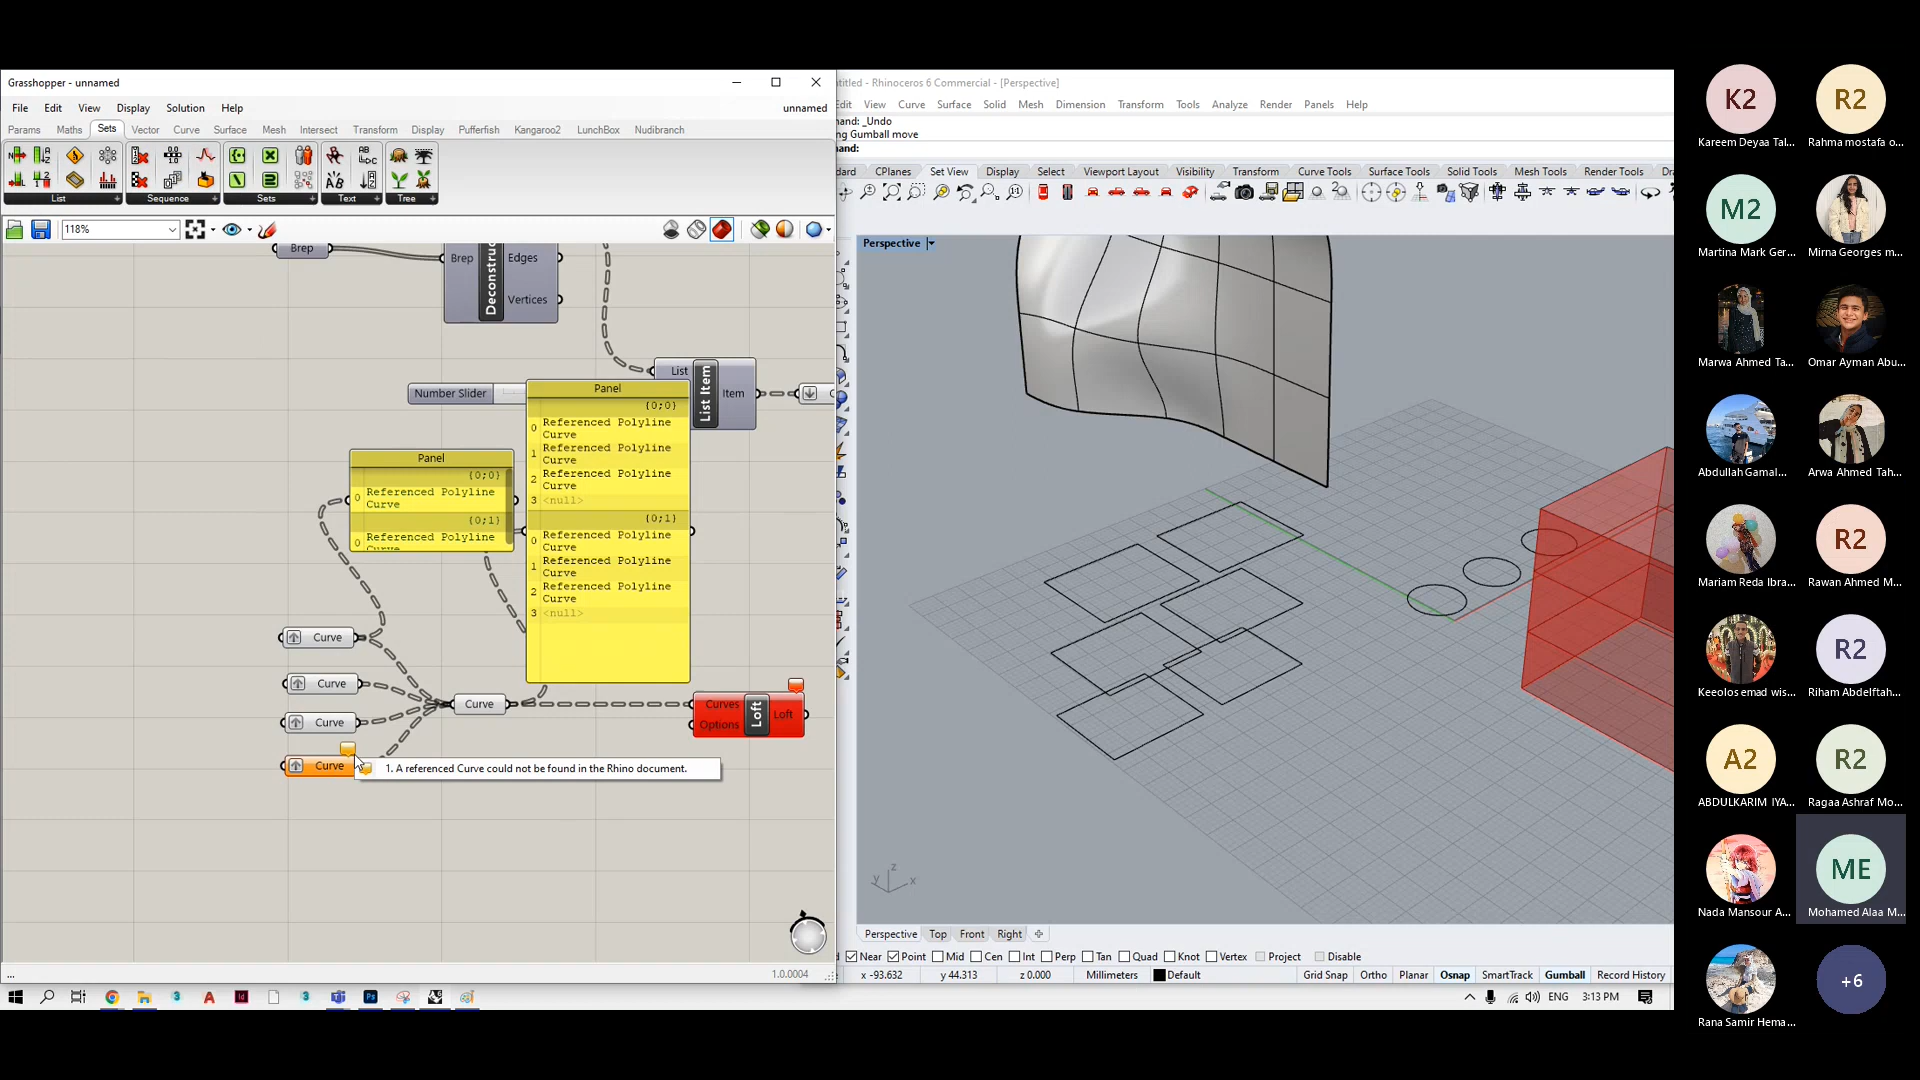 Grasshopper - unnamed
File Edit View Display Solution Help
unnamed
Params Maths Sets Vector Curve Surface Mesh Intersect Transform Display Pufferfish Kangaroo2 LunchBox Nudibranch
List Sequence Sets Text Tree
118%
Brep
Brep
Deconstruc
Edges
Vertices
Number Slider
List
List Item
Item
Panel
{0;0}
0 Referenced Polyline
Curve
1 Referenced Polyline
Curve
2 Referenced Polyline
Curve
3 <null>
{0;1}
0 Referenced Polyline
Curve
1 Referenced Polyline
Curve
2 Referenced Polyline
Curve
3 <null>
Panel
{0;0}
0 Referenced Polyline
Curve
{0;1}
0 Referenced Polyline
Curve
Curve
Curve
Curve
Curve
Curve
Curves
Options
Loft
Loft
1. A referenced Curve could not be found in the Rhino document.
...
1.0.0004
titled - Rhinoceros 6 Commercial - [Perspective]
dit View Curve Surface Solid Mesh Dimension Transform Tools Analyze Render Panels Help
mand: _Undo
ng Gumball move
mand:
dard CPlanes Set View Display Select Viewport Layout Visibility Transform Curve Tools Surface Tools Solid Tools Mesh Tools Render Tools Dra
Perspective
z
y
x
Perspective Top Front Right
d Near Point Mid Cen Int Perp Tan Quad Knot Vertex Project Disable
x -93.632 y 44.313 z 0.000 Millimeters Default Grid Snap Ortho Planar Osnap SmartTrack Gumball Record History
ENG 3:13 PM
K2
Kareem Deyaa Tal...
R2
Rahma mostafa o...
M2
Martina Mark Ger...
Mirna Georges m...
Marwa Ahmed Ta...
Omar Ayman Abu...
Abdullah Gamal...
Arwa Ahmed Tah...
Mariam Reda Ibra...
R2
Rawan Ahmed M...
Keeolos emad wis...
R2
Riham Abdelftah...
A2
ABDULKARIM IYA...
R2
Ragaa Ashraf Mo...
Nada Mansour A...
ME
Mohamed Alaa M...
Rana Samir Hema...
+6